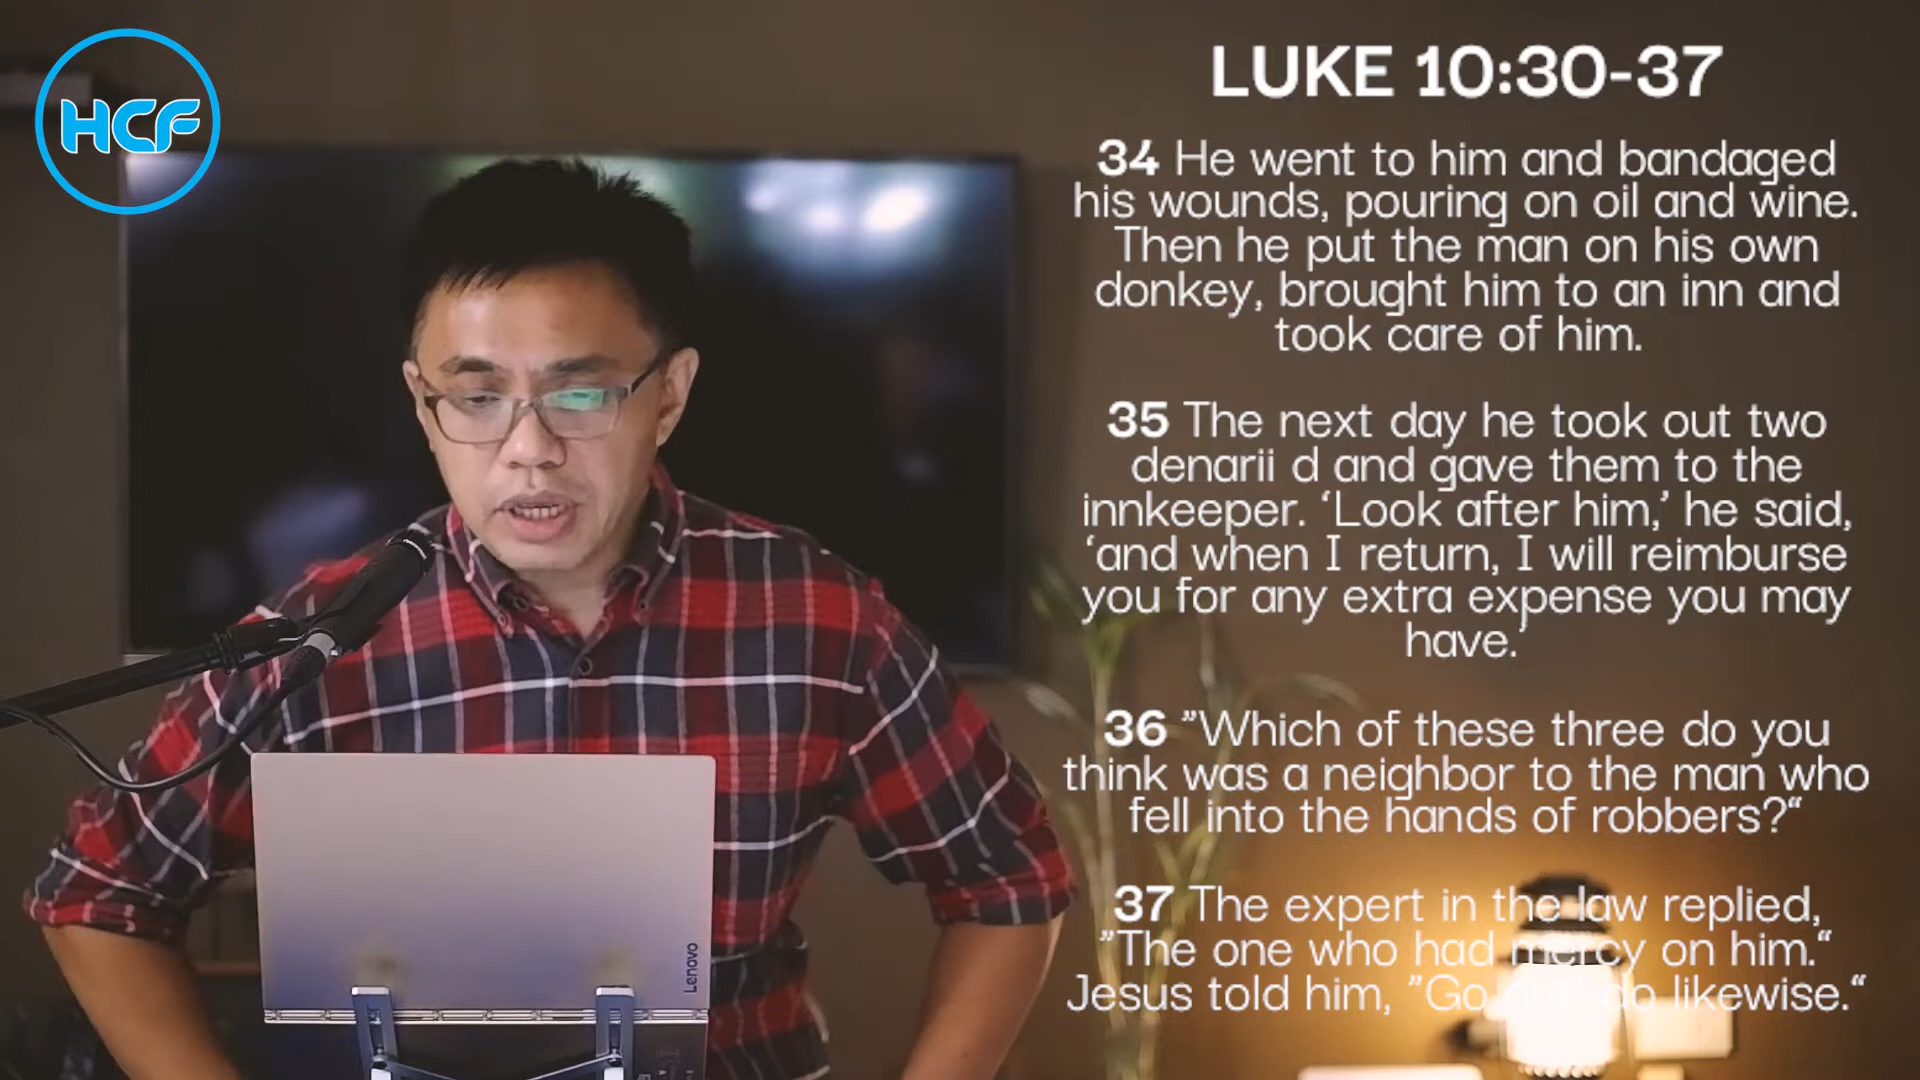 HCF
LUKE 10:30-37
34 He went to him and bandaged
his wounds, pouring on oil and wine.
Then he put the man on his own
donkey, brought him to an inn and
took care of him.
35 The next day he took out two
denarii d and gave them to the
innkeeper. ‘Look after him,’ he said,
‘and when I return, I will reimburse
you for any extra expense you may
have.’
36 ”Which of these three do you
think was a neighbor to the man who
fell into the hands of robbers?“
37 The expert in the law replied,
”The one who had mercy on him.“
Jesus told him, ”Go and do likewise.“
Lenovo